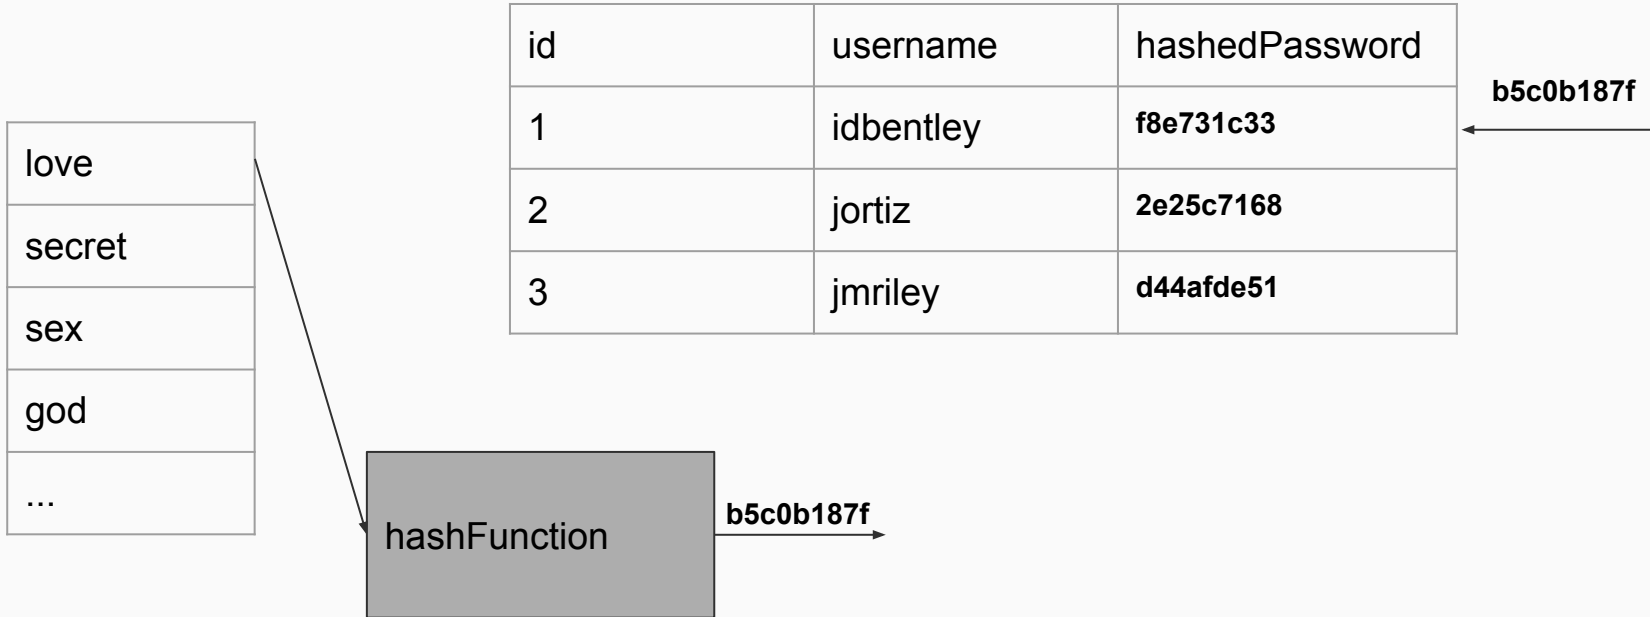 id username hashedPassword
1 idbentley f8e731c33
2 jortiz 2e25c7168
3 jmriley d44afde51
b5c0b187f
love
secret
sex
god
...
hashFunction
b5c0b187f